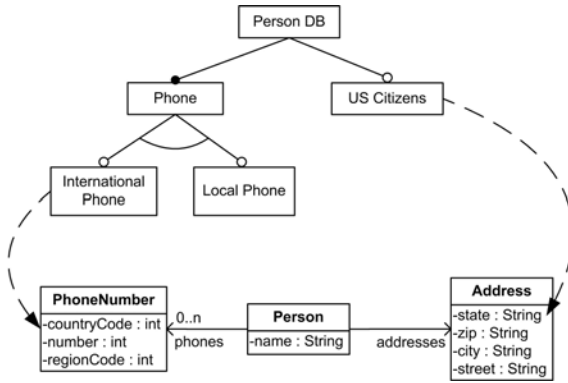 Person DB
Phone
US Citizens
International
Phone
Local Phone
PhoneNumber
-countryCode : int
-number : int
-regionCode : int
0..n
phones
Person
-name : String
addresses
Address
-state : String
-zip : String
-city : String
-street : String